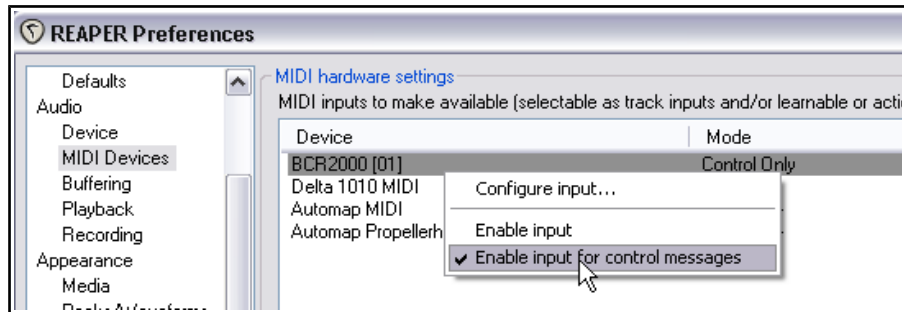 REAPER Preferences
Defaults
Audio
Device
MIDI Devices
Buffering
Playback
Recording
Appearance
Media
MIDI hardware settings
MIDI inputs to make available (selectable as track inputs and/or learnable or acti
Device Mode
BCR2000 [01] Control Only
Delta 1010 MIDI
Automap MIDI
Automap Propellerh
Configure input...
Enable input
Enable input for control messages